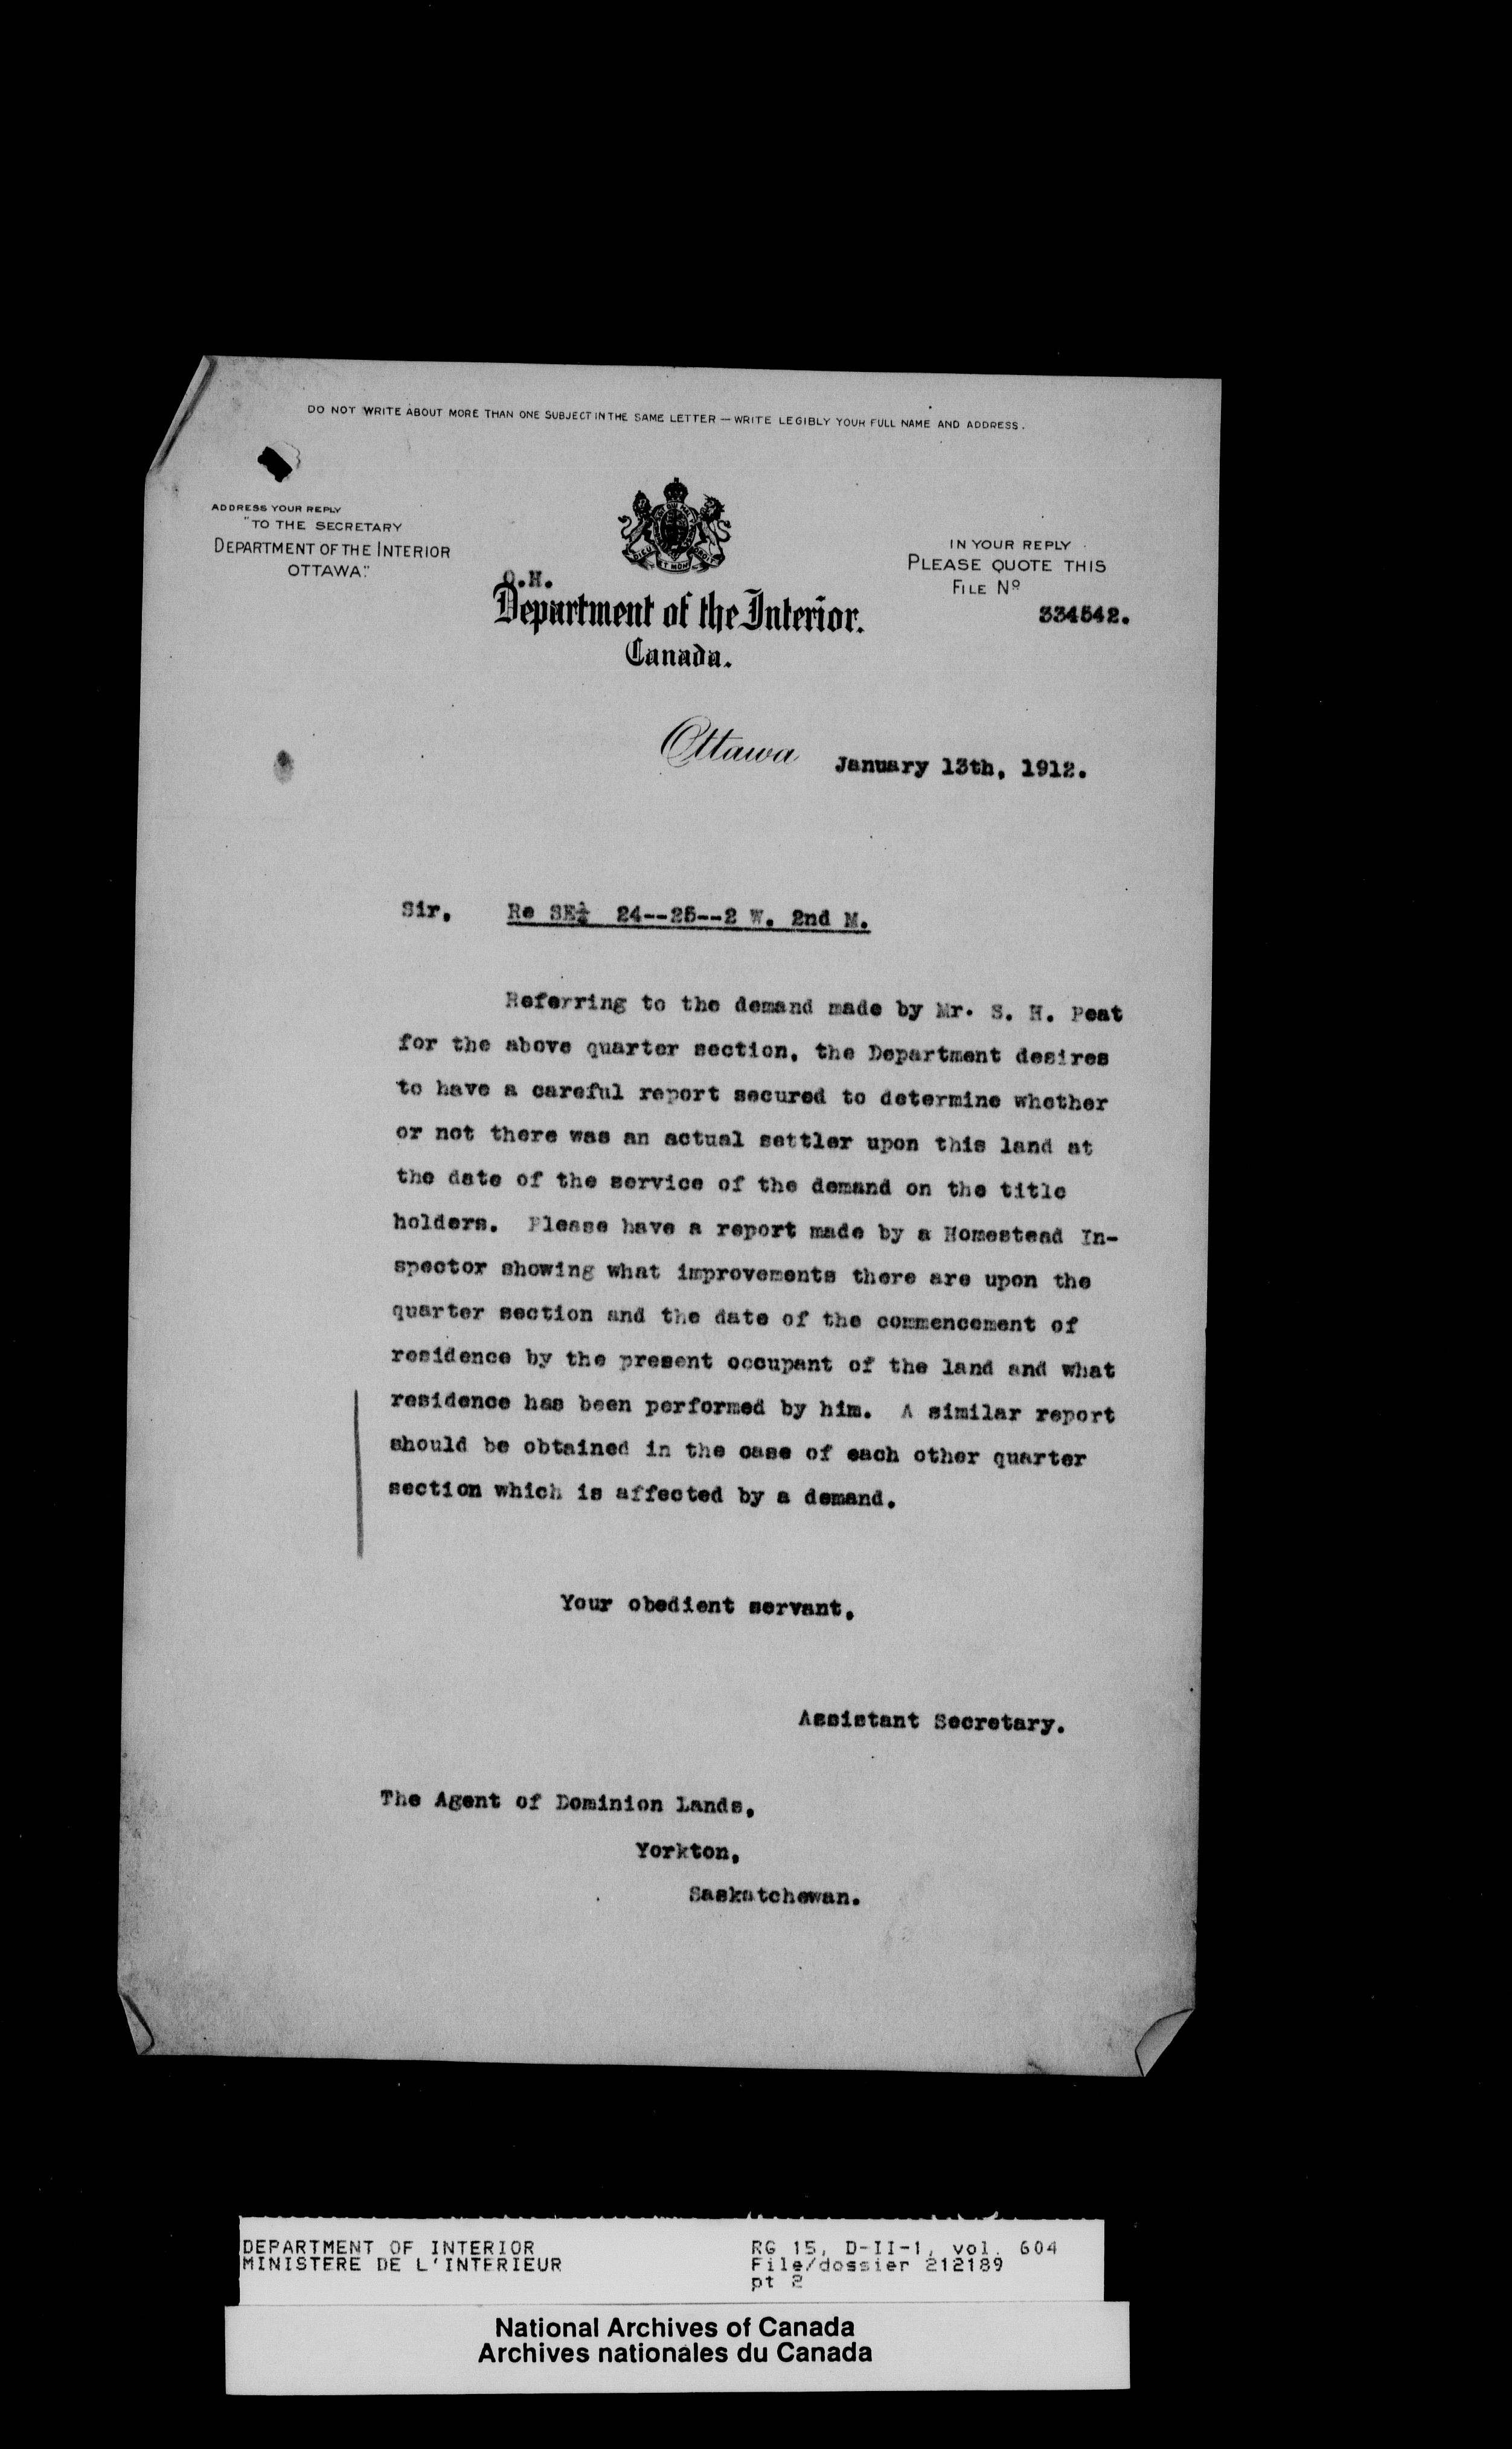 DO NOT WRITE ABOUT MORE THAN ONE SUBJECT IN THE SAME LETTER — WRITE LEGIBLY YOUR FULL NAME AND ADDRESS.
ADDRESS YOUR REPLY
"TO THE SECRETARY
DEPARTMENT OF THE INTERIOR
OTTAWA."
IN YOUR REPLY
PLEASE QUOTE THIS
FILE Nº
334542.
O.H.
Department of the Interior.
Canada.
Ottawa January 13th, 1912.
Sir, Re SE¼ 24--25--2 W. 2nd M.
Referring to the demand made by Mr. S. H. Peat
for the above quarter section, the Department desires
to have a careful report secured to determine whether
or not there was an actual settler upon this land at
the date of the service of the demand on the title
holders. Please have a report made by a Homestead In-
spector showing what improvements there are upon the
quarter section and the date of the commencement of
residence by the present occupant of the land and what
residence has been performed by him. A similar report
should be obtained in the case of each other quarter
section which is affected by a demand.
Your obedient servant,
Assistant Secretary.
The Agent of Dominion Lands,
Yorkton,
Saskatchewan.
DEPARTMENT OF INTERIOR
MINISTERE DE L'INTERIEUR
RG 15, D-II-1, vol. 604
File/dossier 212189
pt 2
National Archives of Canada
Archives nationales du Canada